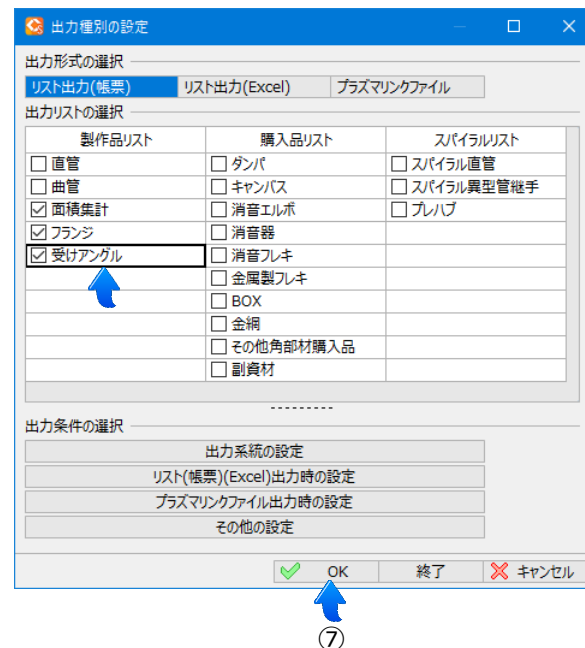 出力種別の設定
出力形式の選択
リスト出力(帳票) リスト出力(Excel) プラズマリンクファイル
出力リストの選択
製作品リスト 購入品リスト スパイラルリスト
直管 ダンパ スパイラル直管
曲管 キャンバス スパイラル異型管継手
面積集計 消音エルボ プレハブ
フランジ 消音器
受けアングル 消音フレキ
金属製フレキ
BOX
金網
その他角部材購入品
副資材
出力条件の選択
出力系統の設定
リスト(帳票)(Excel)出力時の設定
プラズマリンクファイル出力時の設定
その他の設定
OK 終了 キャンセル
⑦